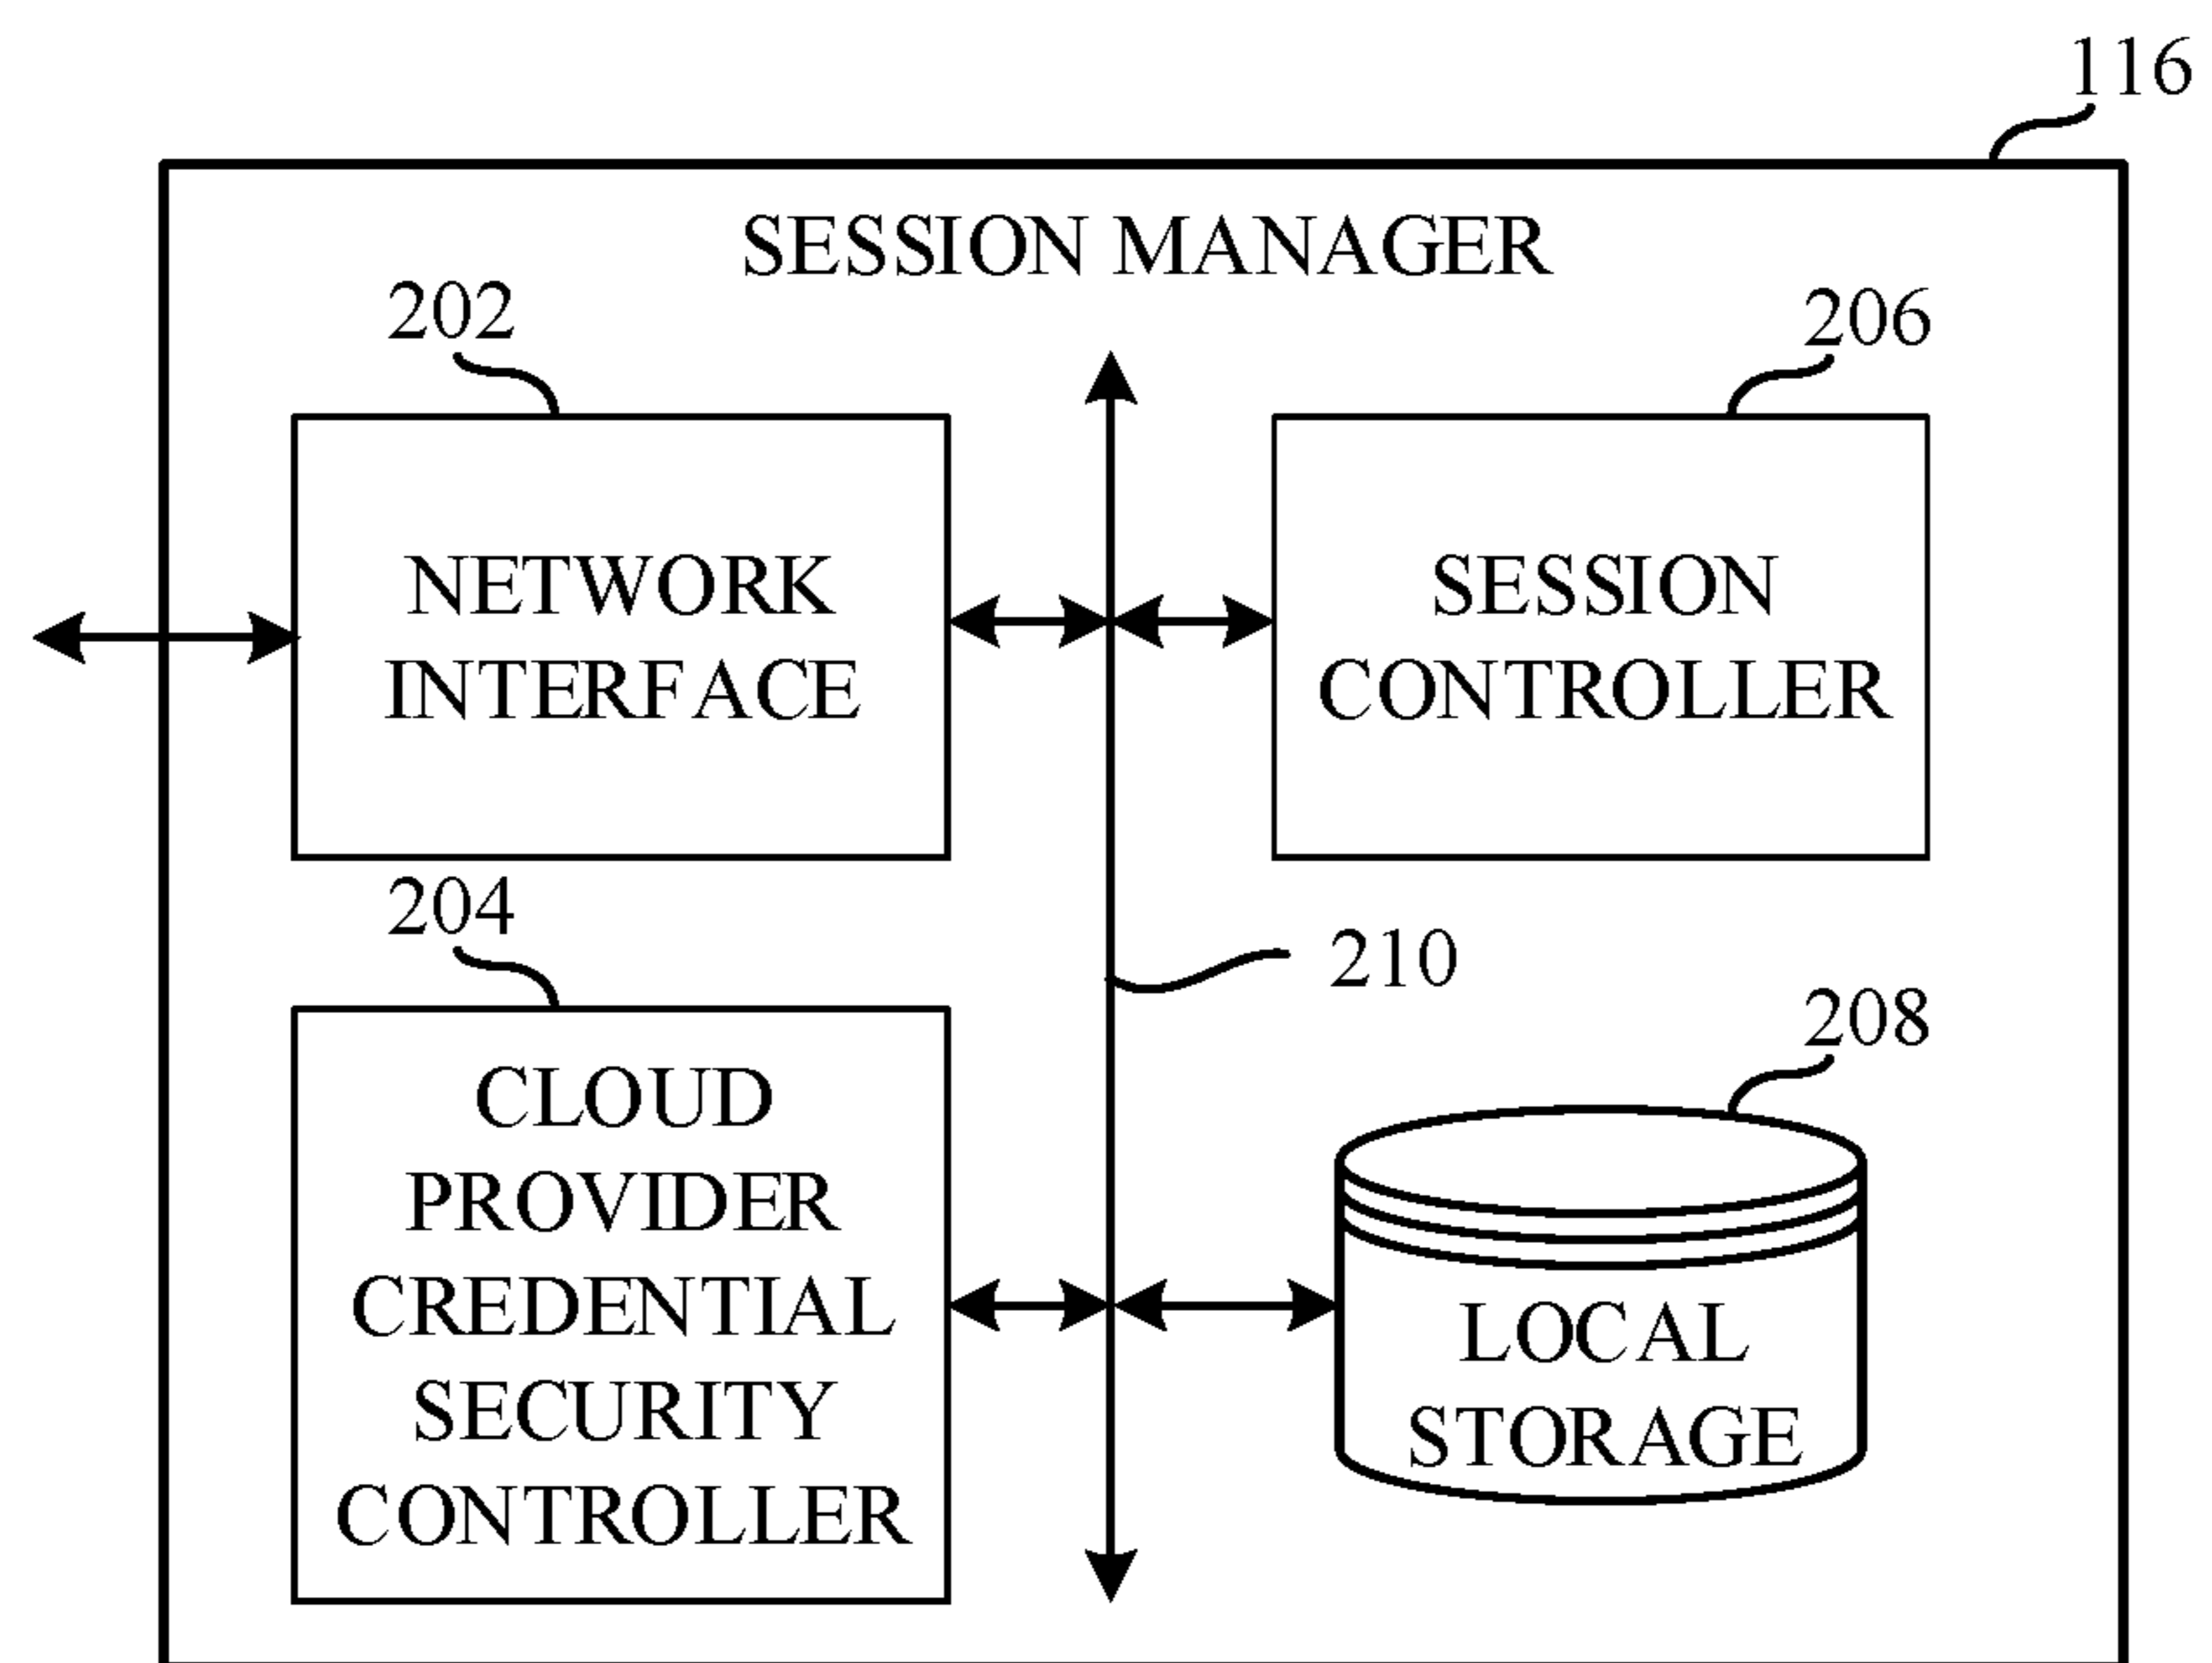 116
SESSION MANAGER
202
206
NETWORK
INTERFACE
SESSION
CONTROLLER
204
210
208
CLOUD
PROVIDER
CREDENTIAL
SECURITY
CONTROLLER
LOCAL
STORAGE